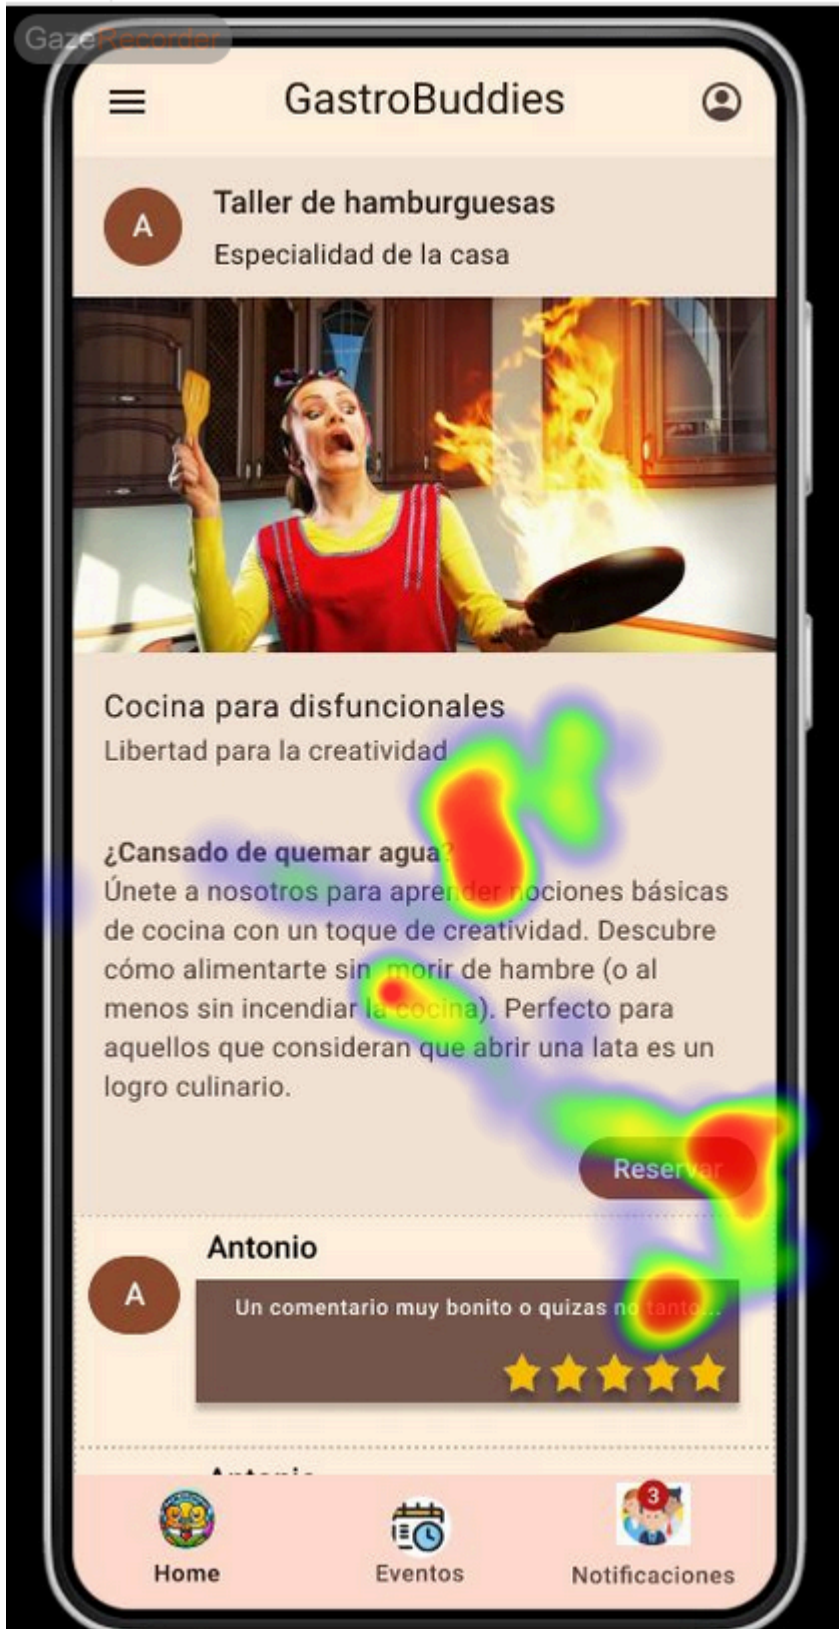 GazeRecorder
GastroBuddies
A
Taller de hamburguesas
Especialidad de la casa
Cocina para disfuncionales
Libertad para la creatividad
¿Cansado de quemar agua?
Únete a nosotros para aprender nociones básicas
de cocina con un toque de creatividad. Descubre
cómo alimentarte sin morir de hambre (o al
menos sin incendiar la cocina). Perfecto para
aquellos que consideran que abrir una lata es un
logro culinario.
Reservar
Antonio
A
Un comentario muy bonito o quizas no tanto...
3
Home
Eventos
Notificaciones